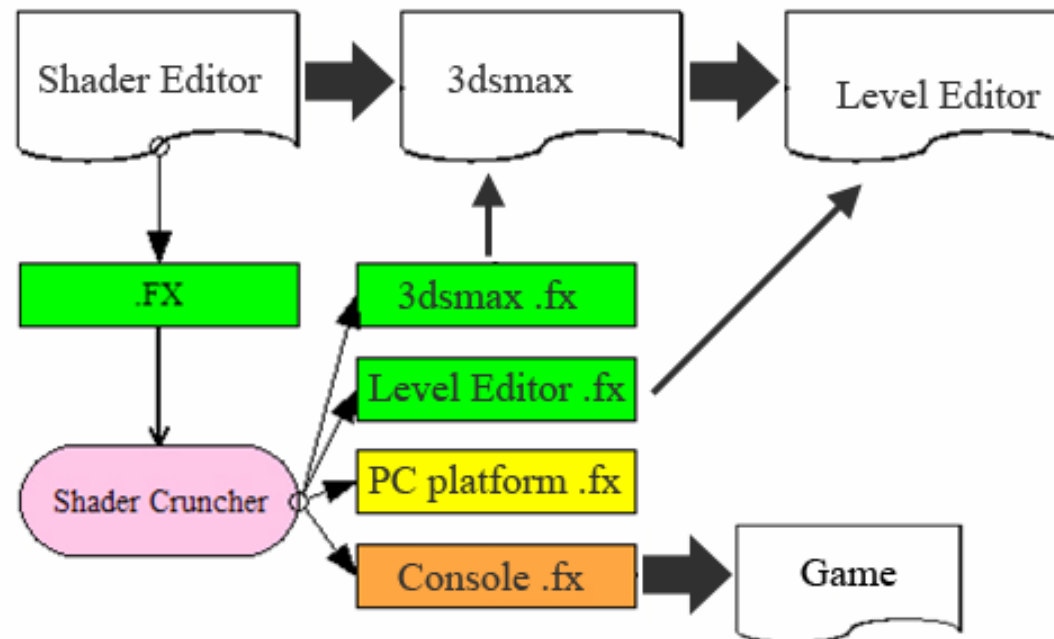 Shader Editor
3dsmax
Level Editor
.FX
3dsmax .fx
Level Editor .fx
Shader Cruncher
PC platform .fx
Console .fx
Game